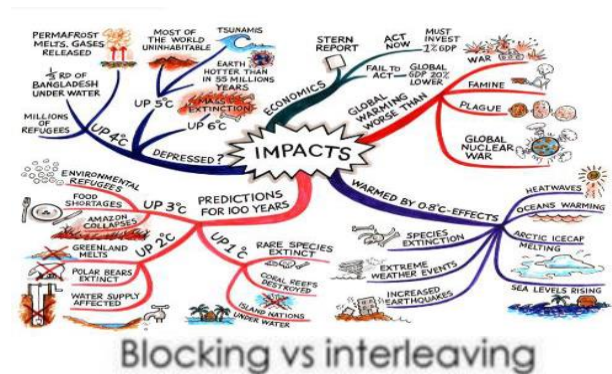 PERMAFROST
MELTS, GASES
RELEASED
⅓ RD OF
BANGLADESH
UNDER WATER
MILLIONS
OF
REFUGEES
UP 4°C
MOST OF
THE WORLD
UNINHABITABLE
UP 5°C
TSUNAMIS
EARTH
HOTTER THAN
IN 55 MILLIONS
YEARS
MASS
EXTINCTION
UP 6°C
DEPRESSED?
ECONOMICS
STERN
REPORT
ACT
NOW
MUST
INVEST
1% GDP
FAIL TO
ACT
GLOBAL
GDP 20%
LOWER
GLOBAL
WARMING
WORSE THAN
WAR
FAMINE
PLAGUE
GLOBAL
NUCLEAR
WAR
IMPACTS
PREDICTIONS
FOR 100 YEARS
UP 3°C
ENVIRONMENTAL
REFUGEES
FOOD
SHORTAGES
AMAZON
COLLAPSES
UP 2°C
GREENLAND
MELTS
POLAR BEARS
EXTINCT
WATER SUPPLY
AFFECTED
UP 1°C
RARE SPECIES
EXTINCT
CORAL REEFS
DESTROYED
ISLAND NATIONS
UNDER WATER
WARMED BY 0.8°C-EFFECTS
HEATWAVES
OCEANS WARMING
ARCTIC ICECAP
MELTING
SEA LEVELS RISING
SPECIES
EXTINCTION
EXTREME
WEATHER EVENTS
INCREASED
EARTHQUAKES
Blocking vs interleaving